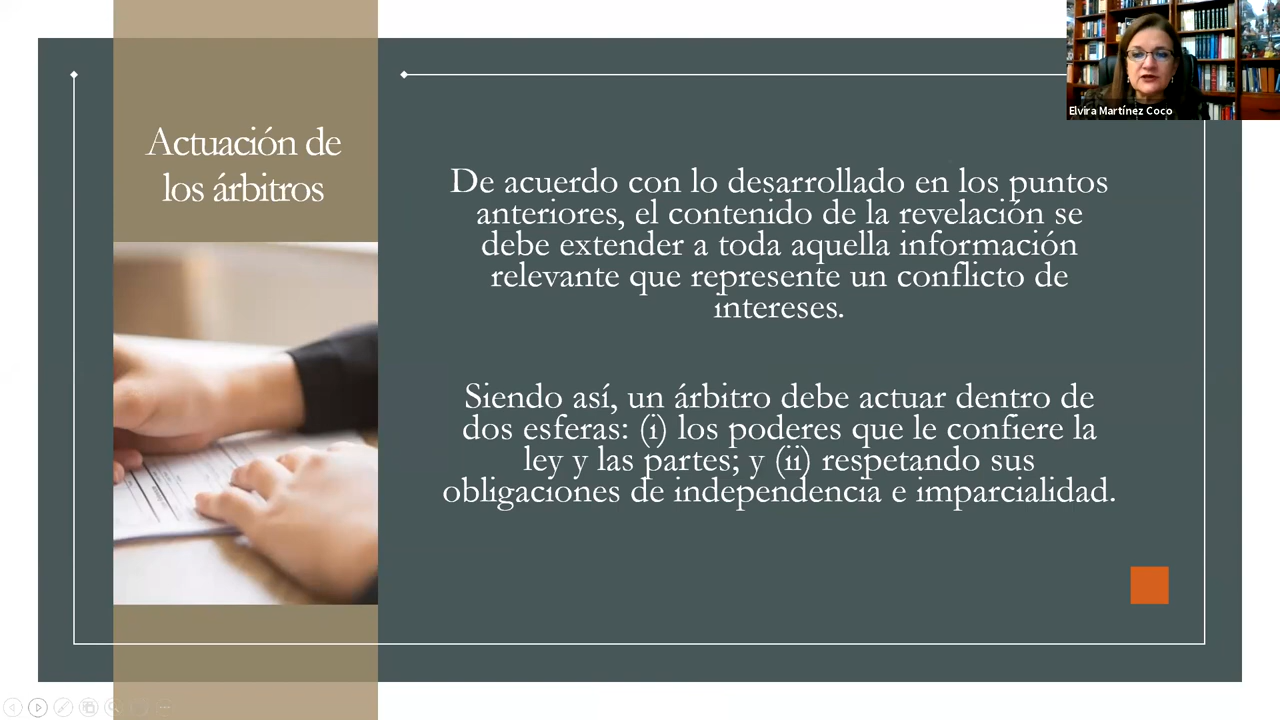 Elvira Martínez Coco
Actuación de
los árbitros
De acuerdo con lo desarrollado en los puntos
anteriores, el contenido de la revelación se
debe extender a toda aquella información
relevante que represente un conflicto de
intereses.
Siendo así, un árbitro debe actuar dentro de
dos esferas: (i) los poderes que le confiere la
ley y las partes; y (ii) respetando sus
obligaciones de independencia e imparcialidad.